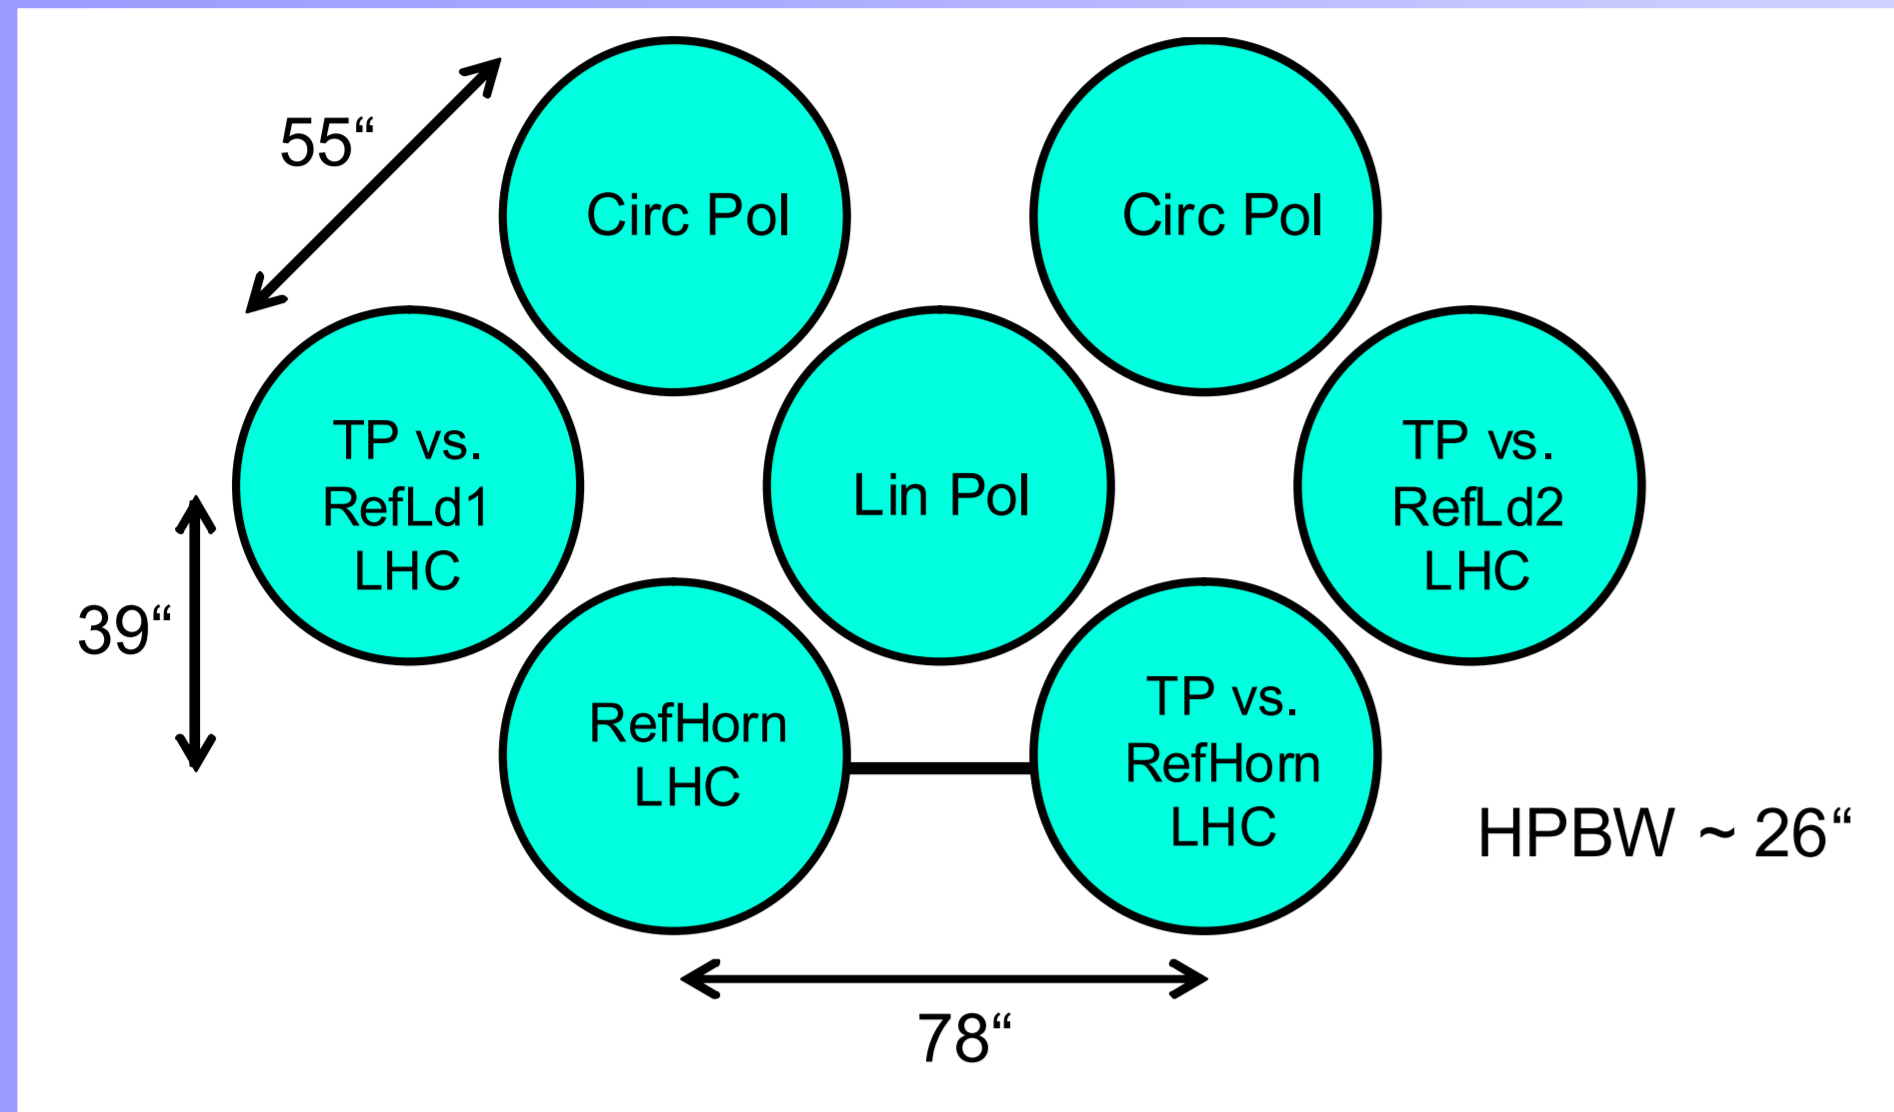 55“
Circ Pol
Circ Pol
TP vs.
RefLd1
LHC
Lin Pol
TP vs.
RefLd2
LHC
39“
RefHorn
LHC
TP vs.
RefHorn
LHC
HPBW ~ 26“
78“